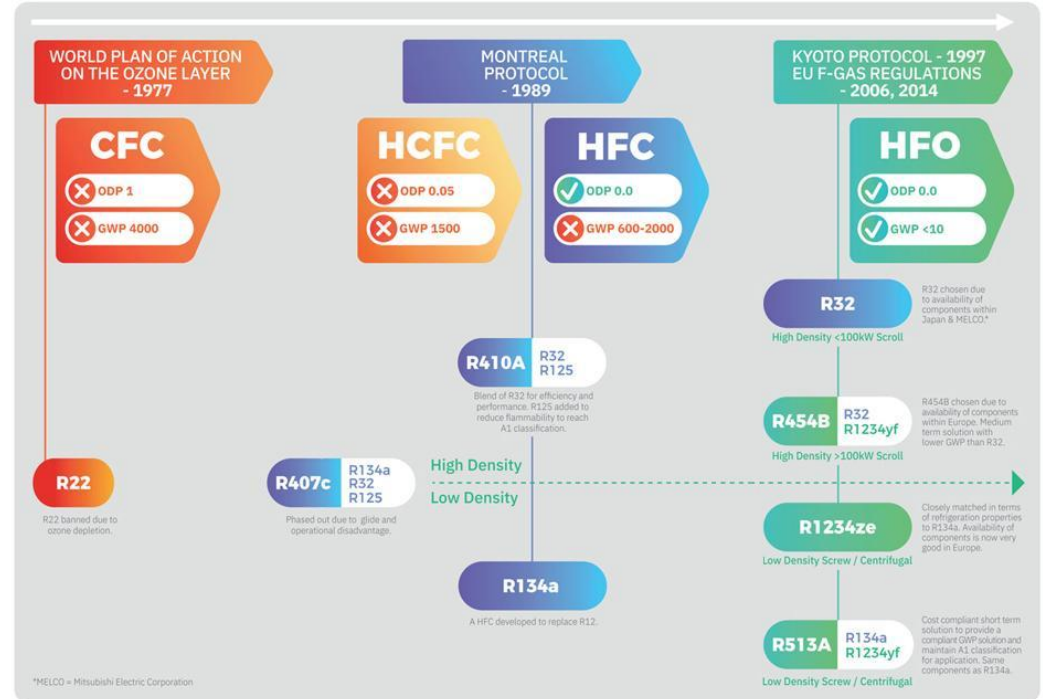 WORLD PLAN OF ACTION
ON THE OZONE LAYER
- 1977
MONTREAL
PROTOCOL
- 1989
KYOTO PROTOCOL - 1997
EU F-GAS REGULATIONS
- 2006, 2014
CFC
ODP 1
GWP 4000
HCFC
ODP 0.05
GWP 1500
HFC
ODP 0.0
GWP 600-2000
HFO
ODP 0.0
GWP <10
R32
High Density <100kW Scroll
R32 chosen due
to availability of
components within
Japan & MELCO.*
R410A
R32
R125
Blend of R32 for efficiency and
performance. R125 added to
reduce flammability to reach
A1 classification.
R454B
R32
R1234yf
High Density >100kW Scroll
R454B chosen due to
availability of components
within Europe. Medium
term solution with
lower GWP than R32.
R22
R22 banned due to
ozone depletion.
R407c
R134a
R32
R125
Phased out due to glide and
operational disadvantage.
High Density
Low Density
R1234ze
Low Density Screw / Centrifugal
Closely matched in terms
of refrigeration properties
to R134a. Availability of
components is now very
good in Europe.
R134a
A HFC developed to replace R12.
R513A
R134a
R1234yf
Low Density Screw / Centrifugal
Cost compliant short term
solution to provide a
compliant GWP solution and
maintain A1 classification
for application. Same
components as R134a.
*MELCO = Mitsubishi Electric Corporation